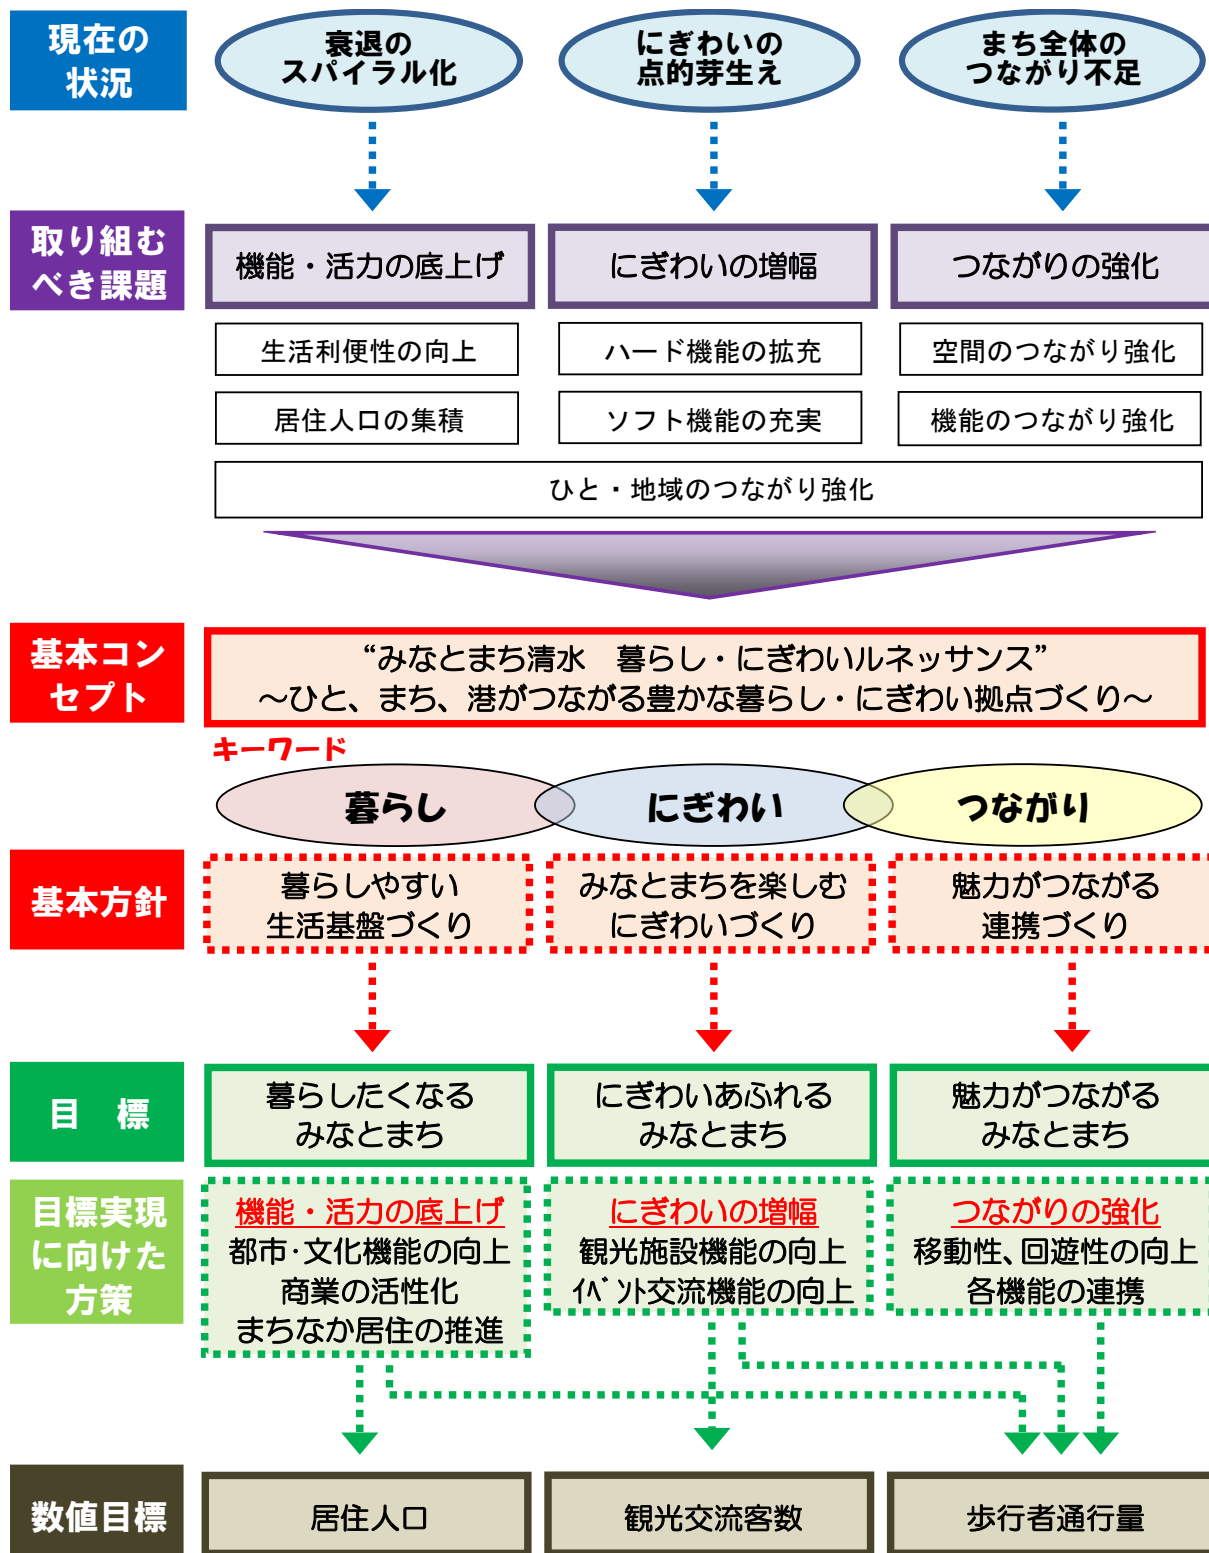 現在の
状況
衰退の
スパイラル化
にぎわいの
点的芽生え
まち全体の
つながり不足
取り組む
べき課題
機能・活力の底上げ
にぎわいの増幅
つながりの強化
生活利便性の向上
ハード機能の拡充
空間のつながり強化
居住人口の集積
ソフト機能の充実
機能のつながり強化
ひと・地域のつながり強化
基本コン
セプト
“みなとまち清水　暮らし・にぎわいルネッサンス”
～ひと、まち、港がつながる豊かな暮らし・にぎわい拠点づくり～
キーワード
暮らし
にぎわい
つながり
基本方針
暮らしやすい
生活基盤づくり
みなとまちを楽しむ
にぎわいづくり
魅力がつながる
連携づくり
目　標
暮らしたくなる
みなとまち
にぎわいあふれる
みなとまち
魅力がつながる
みなとまち
目標実現
に向けた
方策
機能・活力の底上げ
都市・文化機能の向上
商業の活性化
まちなか居住の推進
にぎわいの増幅
観光施設機能の向上
ｲﾍﾞﾝﾄ交流機能の向上
つながりの強化
移動性、回遊性の向上
各機能の連携
数値目標
居住人口
観光交流客数
歩行者通行量